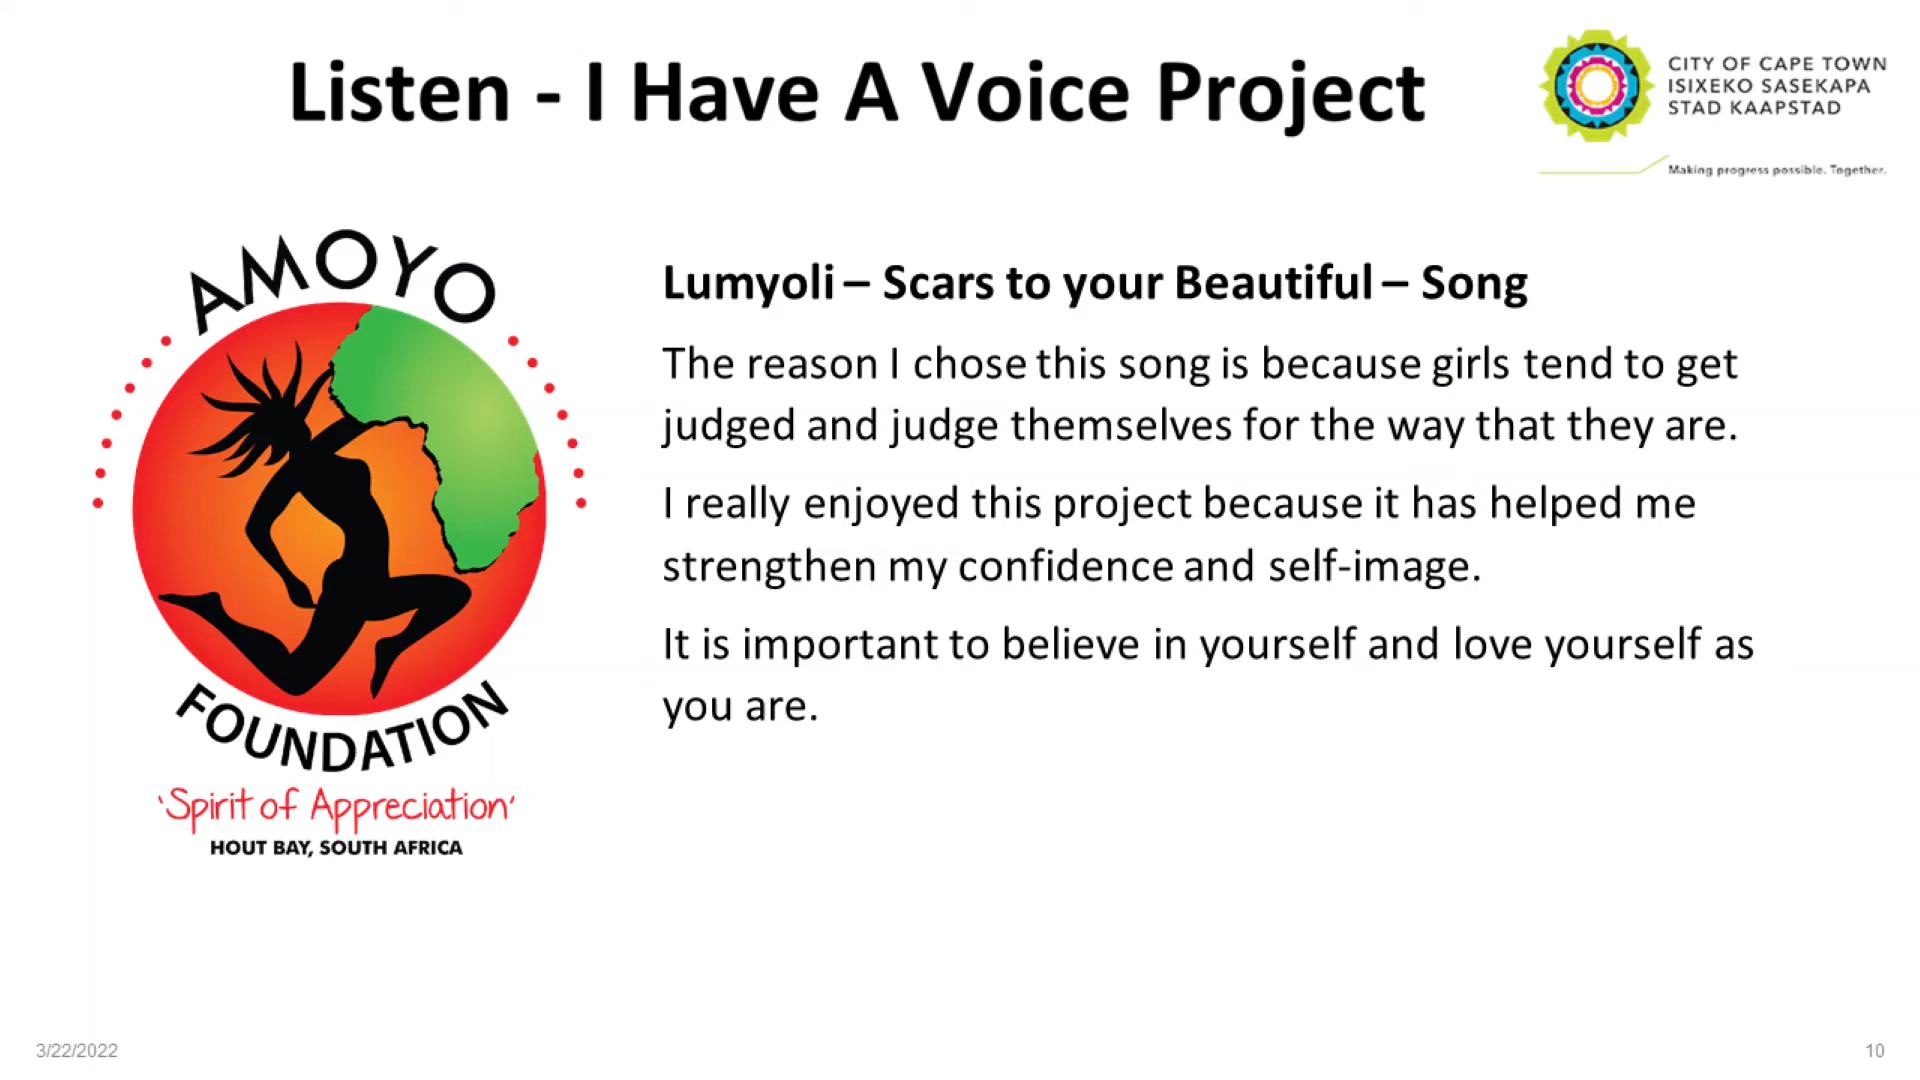 Listen - I Have A Voice Project
CITY OF CAPE TOWN
ISIXEKO SASEKAPA
STAD KAAPSTAD
Making progress possible. Together.
AMOYO
FOUNDATION
'Spirit of Appreciation'
HOUT BAY, SOUTH AFRICA
Lumyoli – Scars to your Beautiful – Song
The reason I chose this song is because girls tend to get
judged and judge themselves for the way that they are.
I really enjoyed this project because it has helped me
strengthen my confidence and self-image.
It is important to believe in yourself and love yourself as
you are.
3/22/2022
10